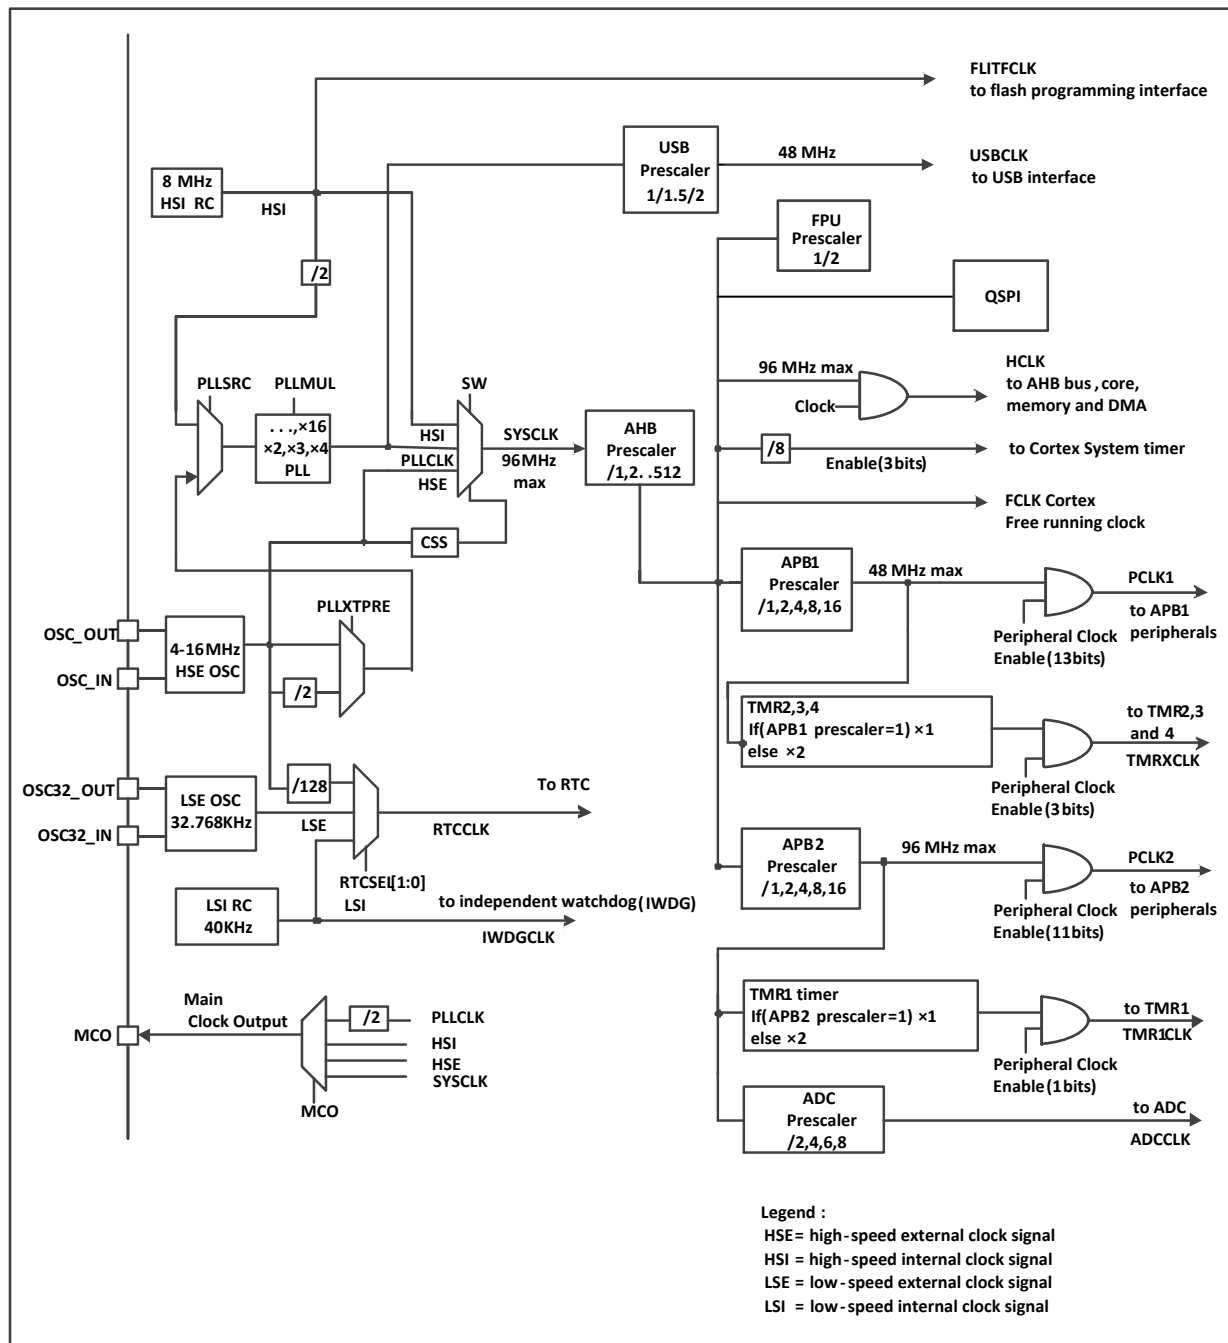 FLITFCLK
to flash programming interface
USB
Prescaler
1/1.5/2
48 MHz
USBCLK
to USB interface
8 MHz
HSI RC
HSI
FPU
Prescaler
1/2
/2
QSPI
PLLSRC
PLLMUL
SW
. . .,×16
×2,×3,×4
PLL
HSI
PLLCLK
HSE
SYSCLK
96MHz
max
AHB
Prescaler
/1,2. .512
96 MHz max
Clock
HCLK
to AHB bus ,core,
memory and DMA
/8
Enable(3bits)
to Cortex System timer
FCLK Cortex
Free running clock
CSS
APB1
Prescaler
/1,2,4,8,16
48 MHz max
PCLK1
to APB1
peripherals
Peripheral Clock
Enable(13bits)
PLLXTPRE
OSC_OUT
OSC_IN
4-16MHz
HSE OSC
/2
TMR2,3,4
If(APB1 prescaler=1) ×1
else ×2
to TMR2,3
and 4
TMRXCLK
Peripheral Clock
Enable(3bits)
OSC32_OUT
OSC32_IN
LSE OSC
32.768KHz
/128
LSE
To RTC
RTCCLK
RTCSEL[1:0]
APB2
Prescaler
/1,2,4,8,16
96 MHz max
PCLK2
to APB2
peripherals
Peripheral Clock
Enable(11bits)
LSI RC
40KHz
LSI
to independent watchdog(IWDG)
IWDGCLK
Main
Clock Output
MCO
/2
PLLCLK
HSI
HSE
SYSCLK
MCO
TMR1 timer
If(APB2 prescaler=1) ×1
else ×2
to TMR1
TMR1CLK
Peripheral Clock
Enable(1bits)
ADC
Prescaler
/2,4,6,8
to ADC
ADCCLK
Legend :
HSE= high-speed external clock signal
HSI = high-speed internal clock signal
LSE = low-speed external clock signal
LSI = low-speed internal clock signal